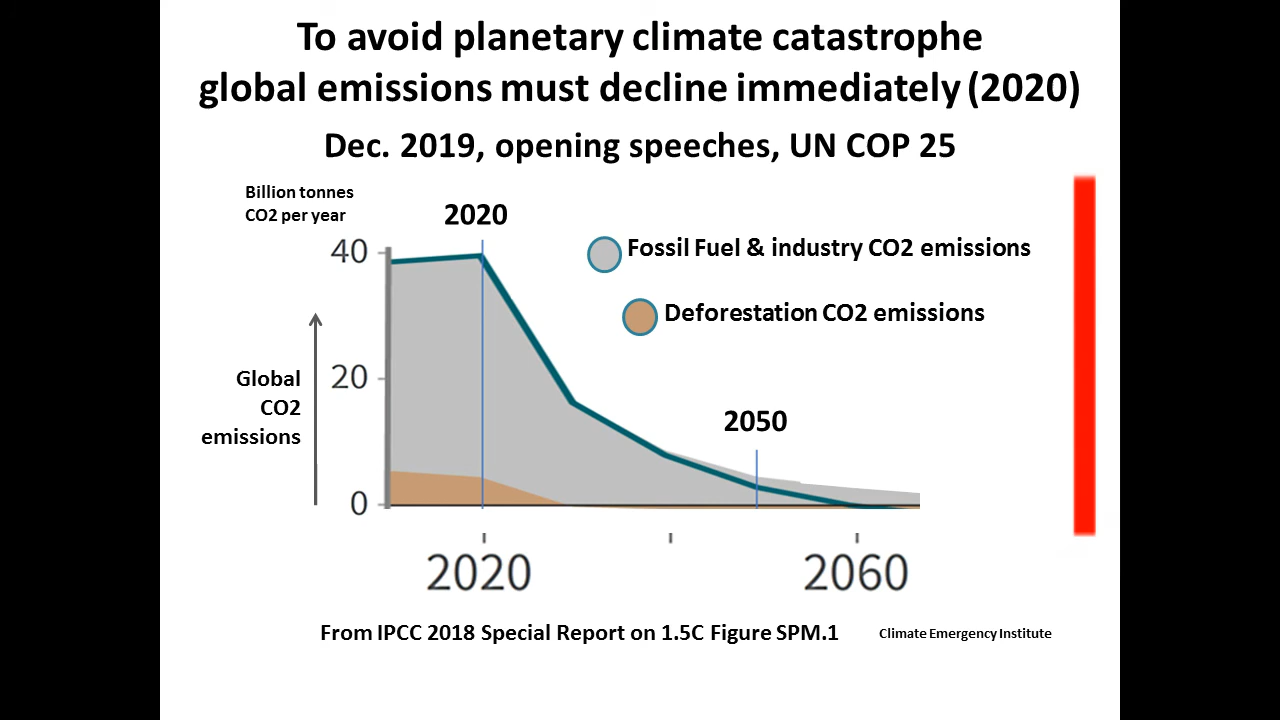 To avoid planetary climate catastrophe
global emissions must decline immediately (2020)
Dec. 2019, opening speeches, UN COP 25
Billion tonnes
CO2 per year
2020
40
Fossil Fuel & industry CO2 emissions
Deforestation CO2 emissions
20
Global
CO2
emissions
2050
0
2020
2060
From IPCC 2018 Special Report on 1.5C Figure SPM.1
Climate Emergency Institute